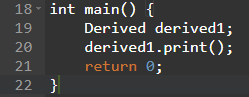 18 int main() {
19     Derived derived1;
20     derived1.print();
21     return 0;
22 }